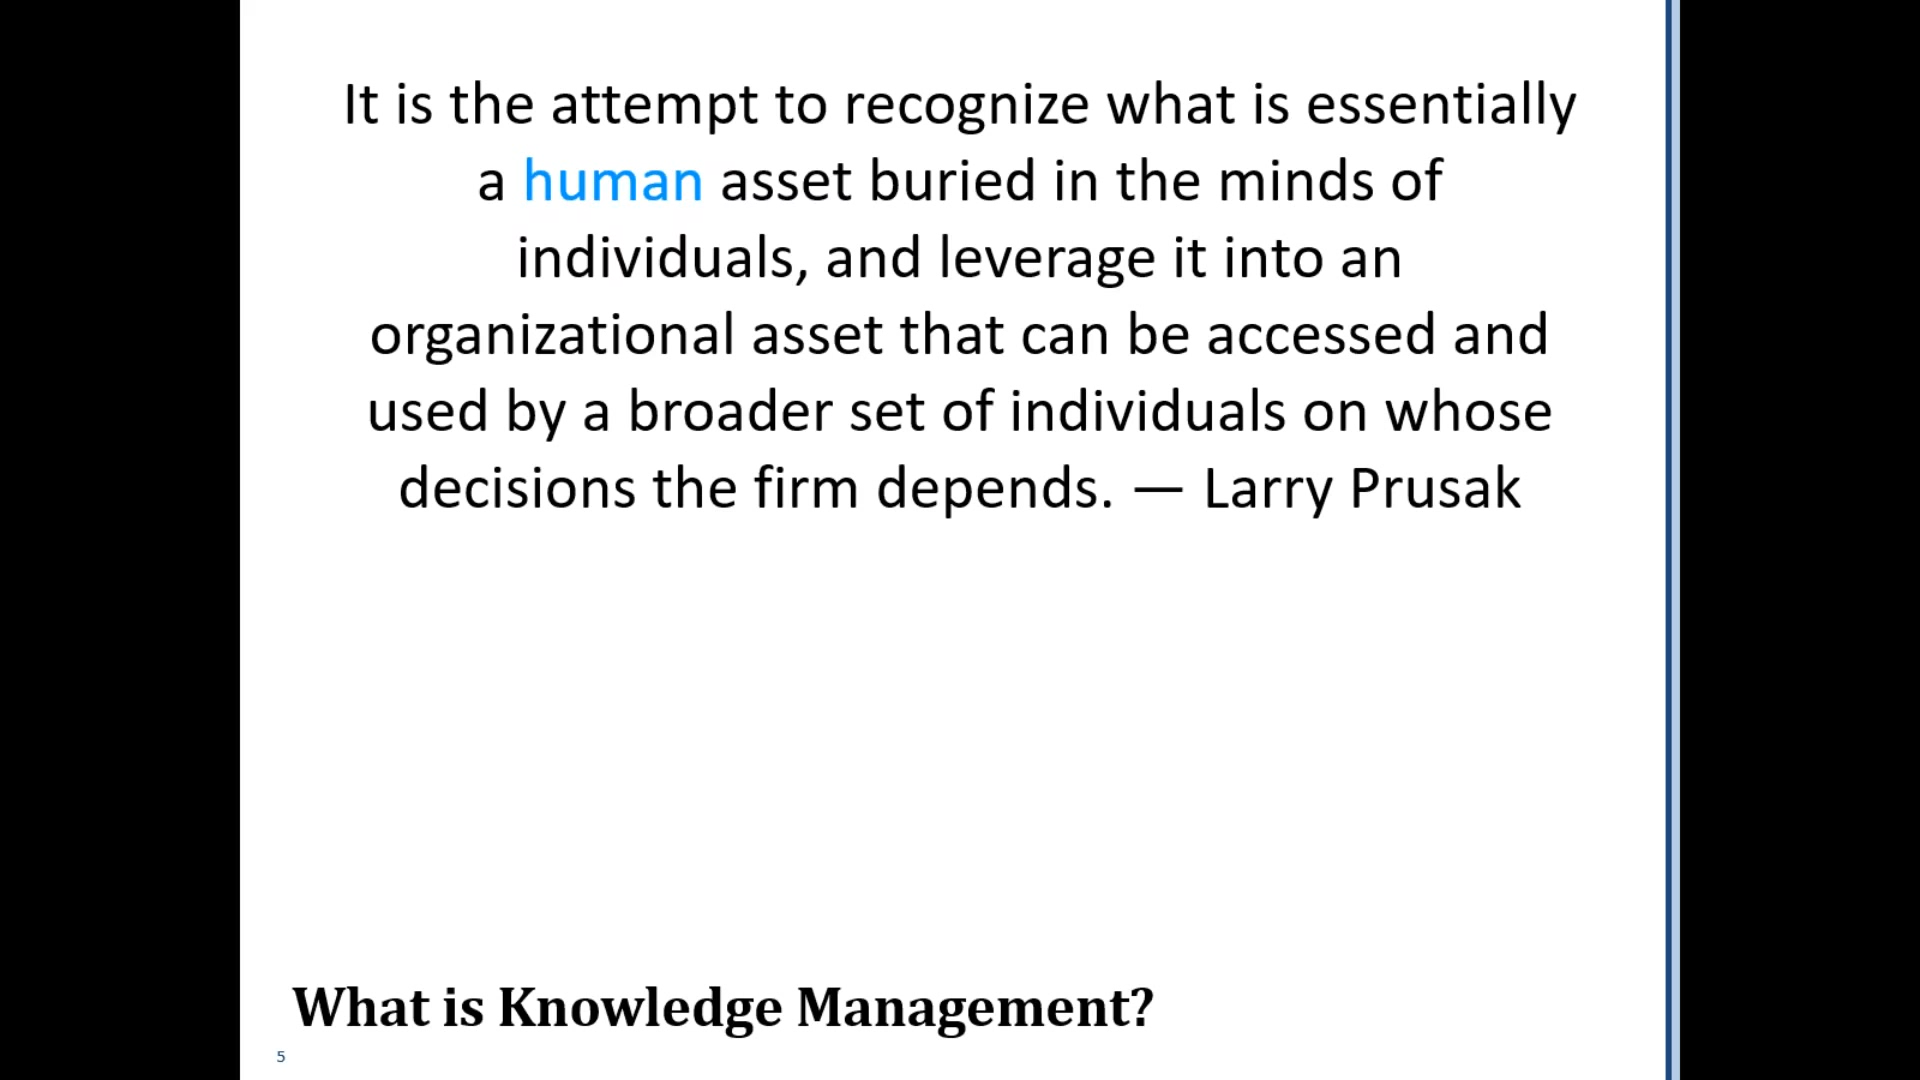 It is the attempt to recognize what is essentially
a human asset buried in the minds of
individuals, and leverage it into an
organizational asset that can be accessed and
used by a broader set of individuals on whose
decisions the firm depends. — Larry Prusak
What is Knowledge Management?
5